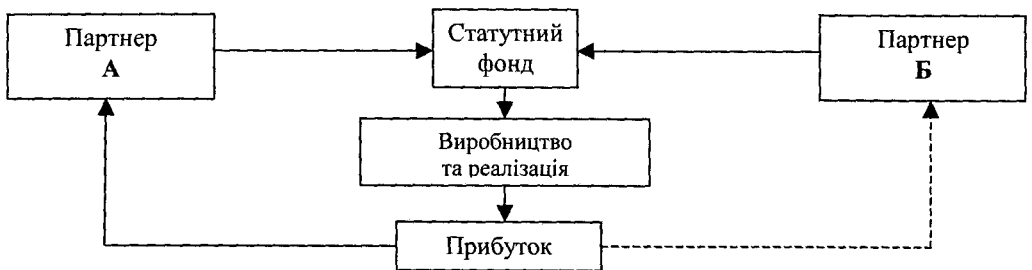 Партнер
А
Статутний
фонд
Партнер
Б
Виробництво
та реалізація
Прибуток